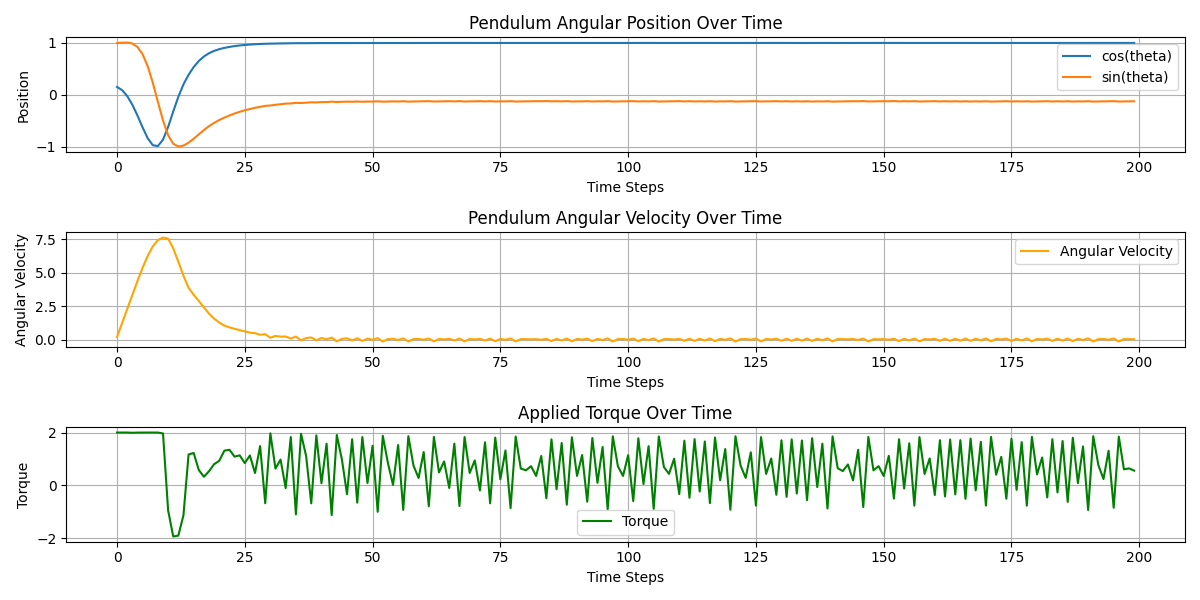 Pendulum Angular Position Over Time
Position
1
0
−1
cos(theta)
sin(theta)
0 25 50 75 100 125 150 175 200
Time Steps
Pendulum Angular Velocity Over Time
Angular Velocity
7.5
5.0
2.5
0.0
Angular Velocity
0 25 50 75 100 125 150 175 200
Time Steps
Applied Torque Over Time
Torque
2
0
−2
Torque
0 25 50 75 100 125 150 175 200
Time Steps